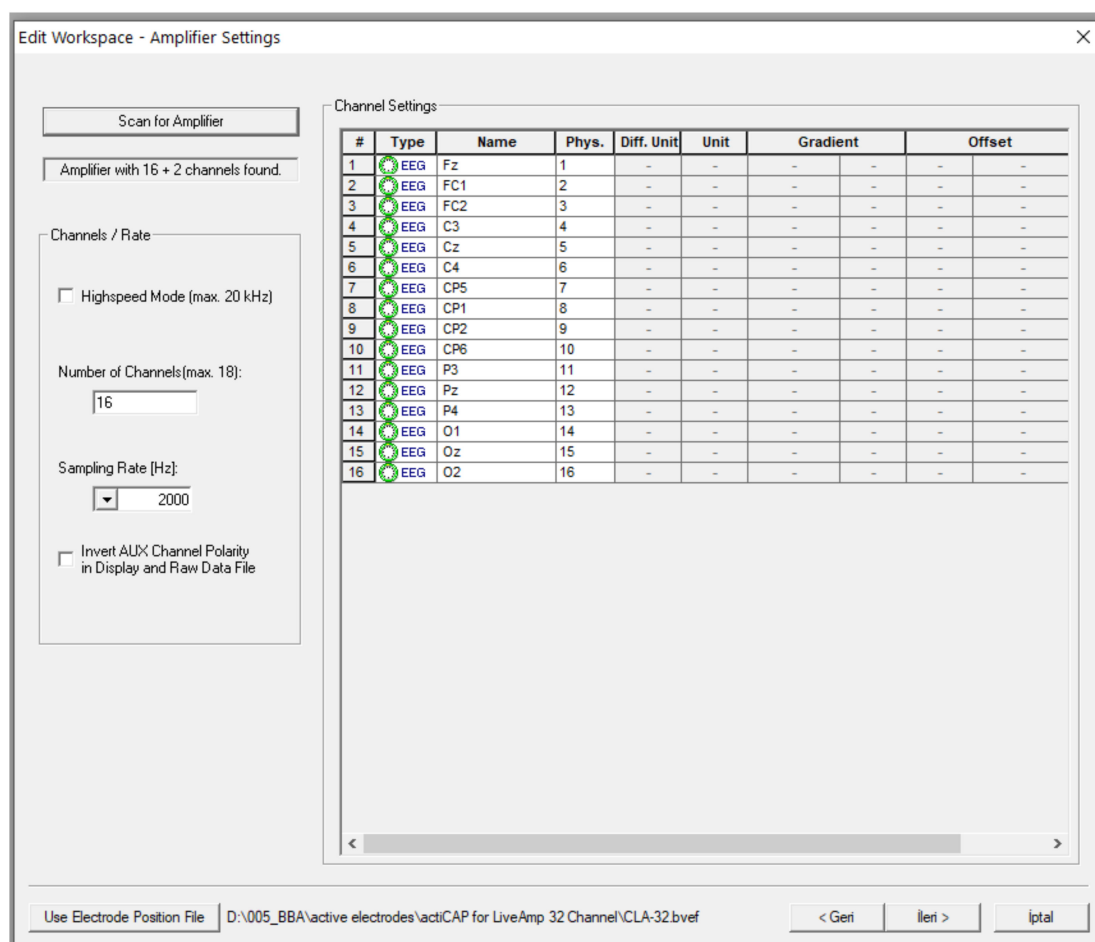 Edit Workspace - Amplifier Settings
Scan for Amplifier
Amplifier with 16 + 2 channels found.
Channels / Rate
Highspeed Mode (max. 20 kHz)
Number of Channels(max. 18):
16
Sampling Rate [Hz]:
2000
Invert AUX Channel Polarity
in Display and Raw Data File
Channel Settings
# Type Name Phys. Diff. Unit Unit Gradient Offset
1 EEG Fz 1 - - - - - -
2 EEG FC1 2 - - - - - -
3 EEG FC2 3 - - - - - -
4 EEG C3 4 - - - - - -
5 EEG Cz 5 - - - - - -
6 EEG C4 6 - - - - - -
7 EEG CP5 7 - - - - - -
8 EEG CP1 8 - - - - - -
9 EEG CP2 9 - - - - - -
10 EEG CP6 10 - - - - - -
11 EEG P3 11 - - - - - -
12 EEG Pz 12 - - - - - -
13 EEG P4 13 - - - - - -
14 EEG O1 14 - - - - - -
15 EEG Oz 15 - - - - - -
16 EEG O2 16 - - - - - -
Use Electrode Position File D:\005_BBA\active electrodes\actiCAP for LiveAmp 32 Channel\CLA-32.bvef < Geri İleri > İptal